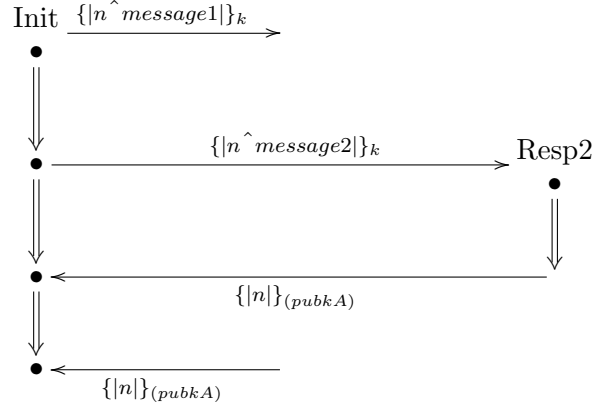 Init {|n^message1|}_k
{|n^message2|}_k Resp2
{|n|}_(pubkA)
{|n|}_(pubkA)